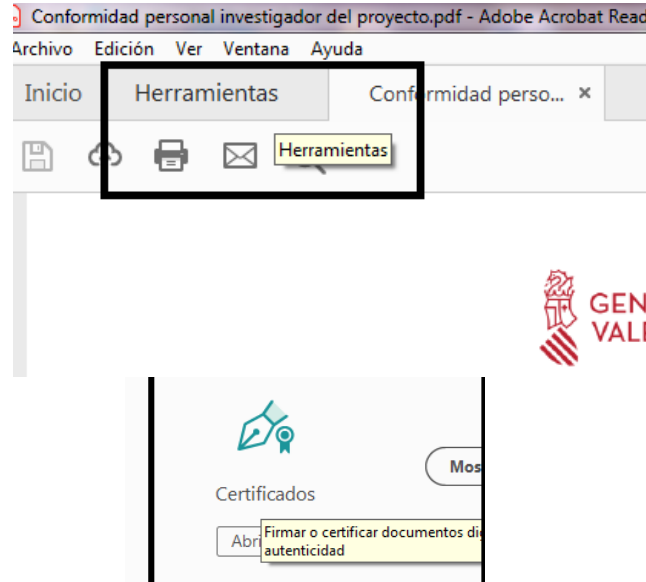 Conformidad personal investigador del proyecto.pdf - Adobe Acrobat Read
Archivo Edición Ver Ventana Ayuda
Inicio Herramientas Conformidad perso... ×
Herramientas
GEN
VALE
Certificados
Mos
Abri
Firmar o certificar documentos di
autenticidad